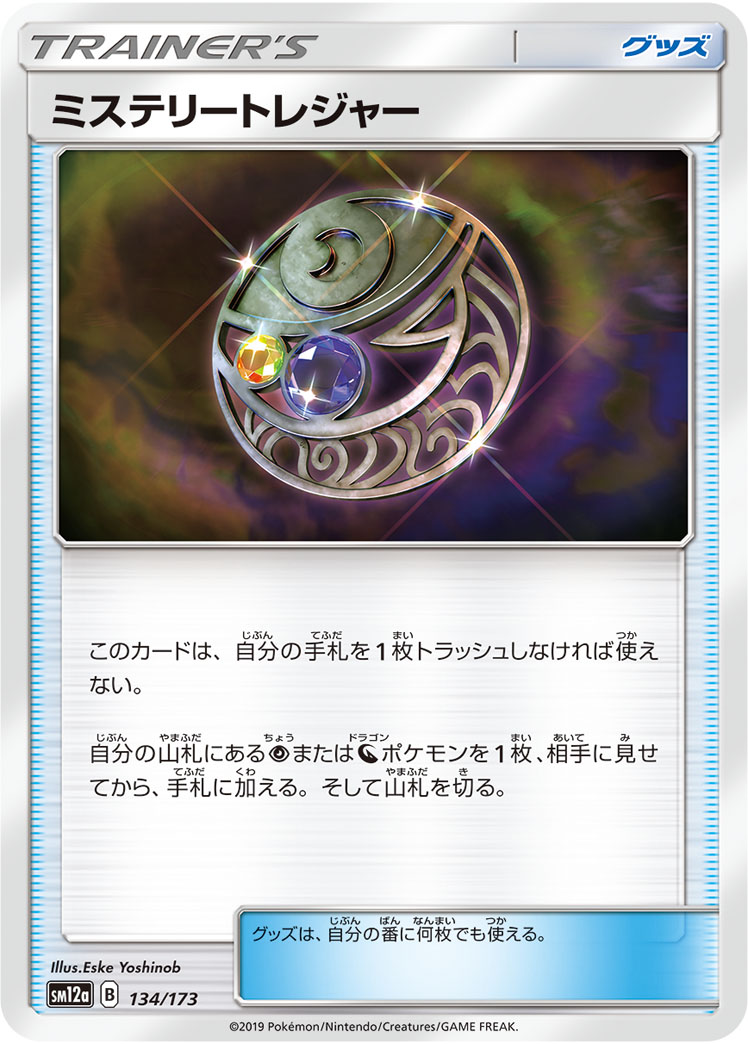 TRAINER'S グッズ
ミステリートレジャー
このカードは、自分の手札を1枚トラッシュしなければ使え
ない。
自分の山札にある または ポケモンを1枚、相手に見せ
てから、手札に加える。そして山札を切る。
グッズは、自分の番に何枚でも使える。
Illus.Eske Yoshinob
SM12a B 134/173
©2019 Pokémon/Nintendo/Creatures/GAME FREAK.